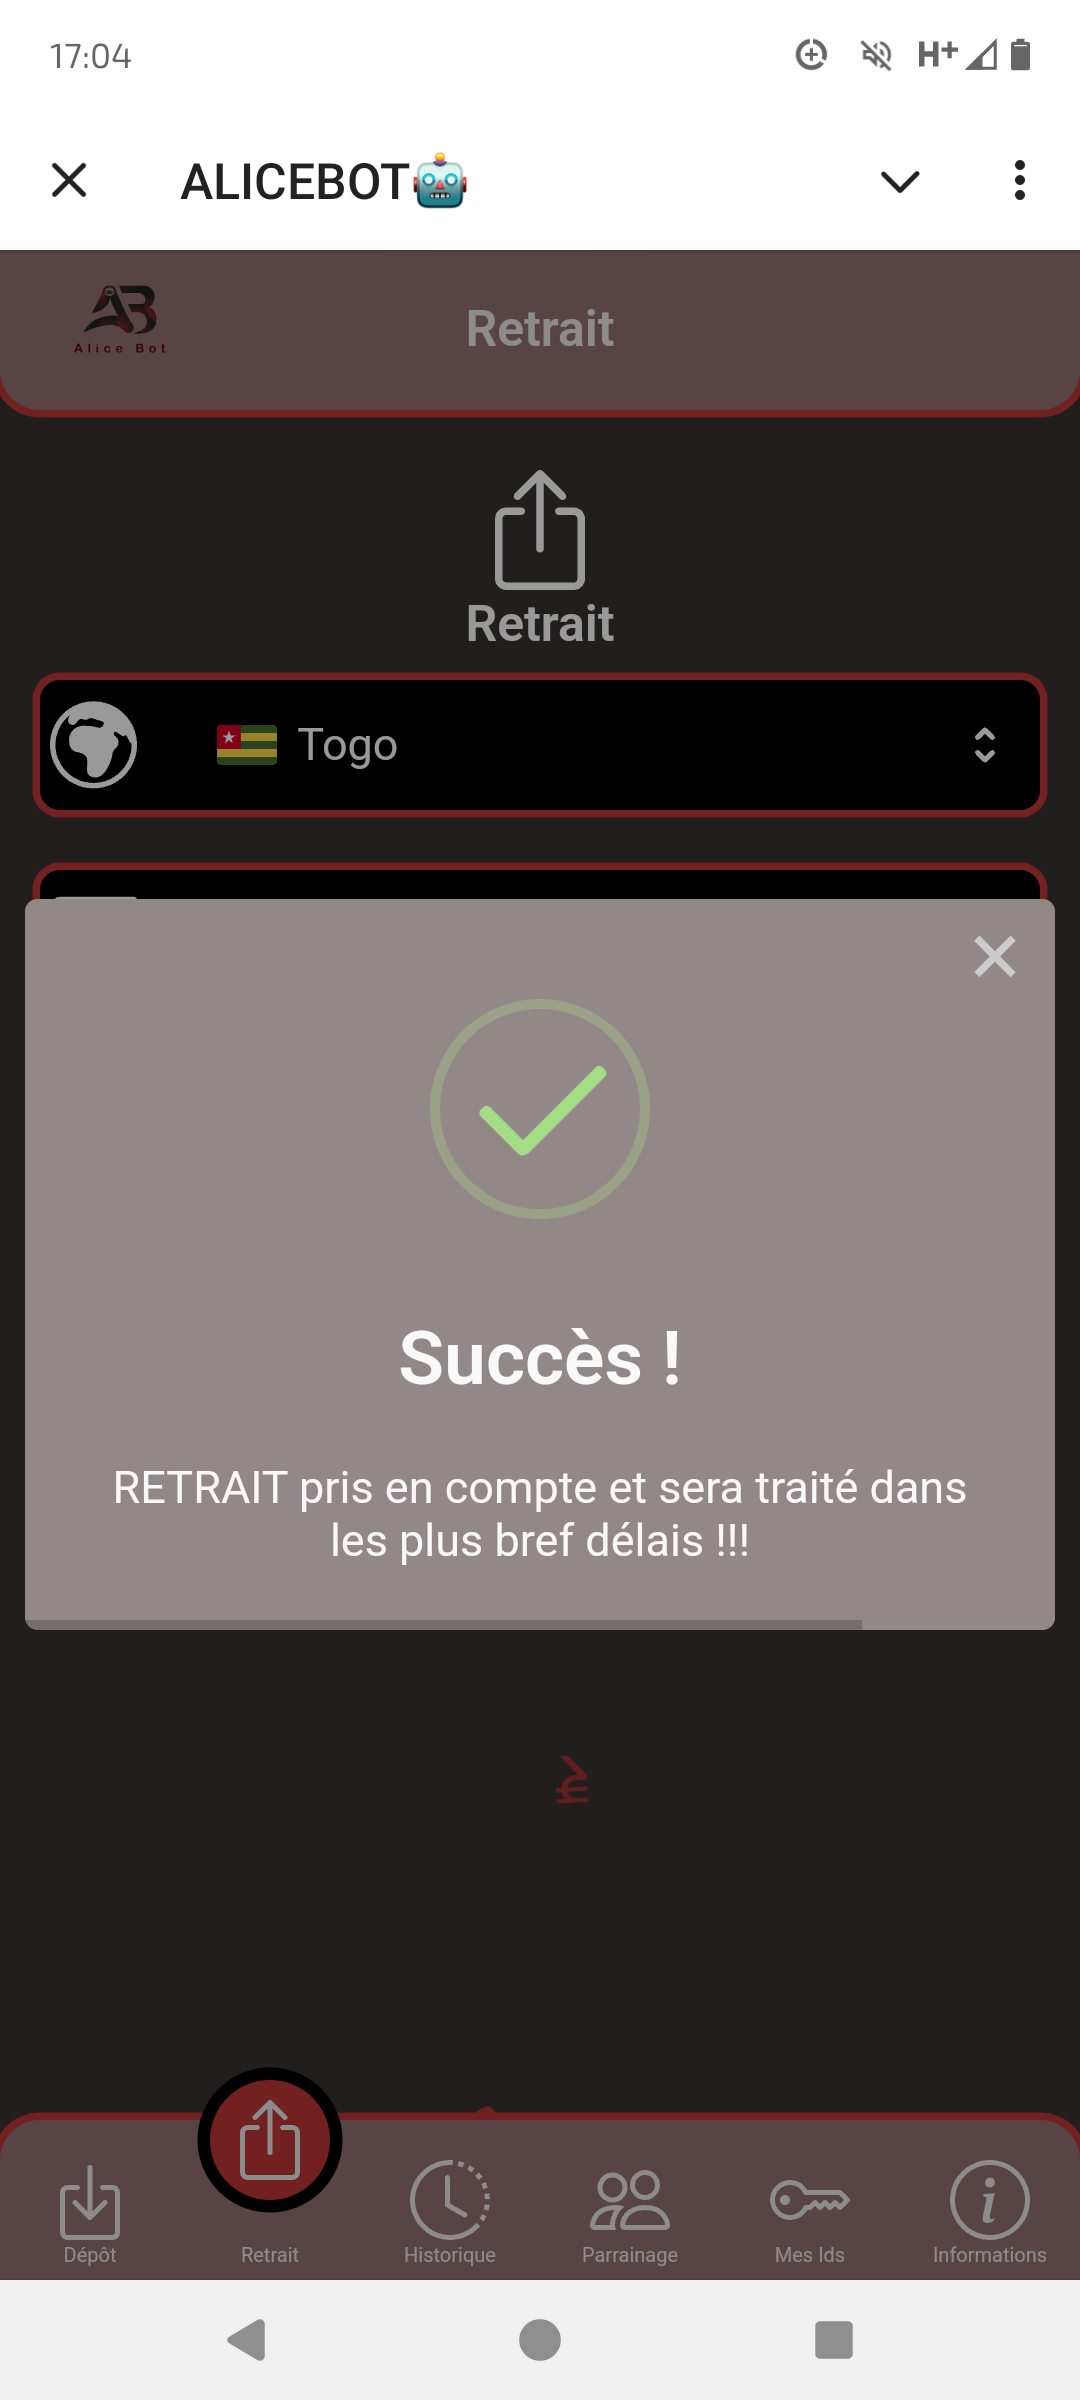 17:04
H+
ALICEBOT🤖
AB
Alice Bot
Retrait
Retrait
Togo
Succès !
RETRAIT pris en compte et sera traité dans
les plus bref délais !!!
Dépôt
Retrait
Historique
Parrainage
Mes Ids
Informations